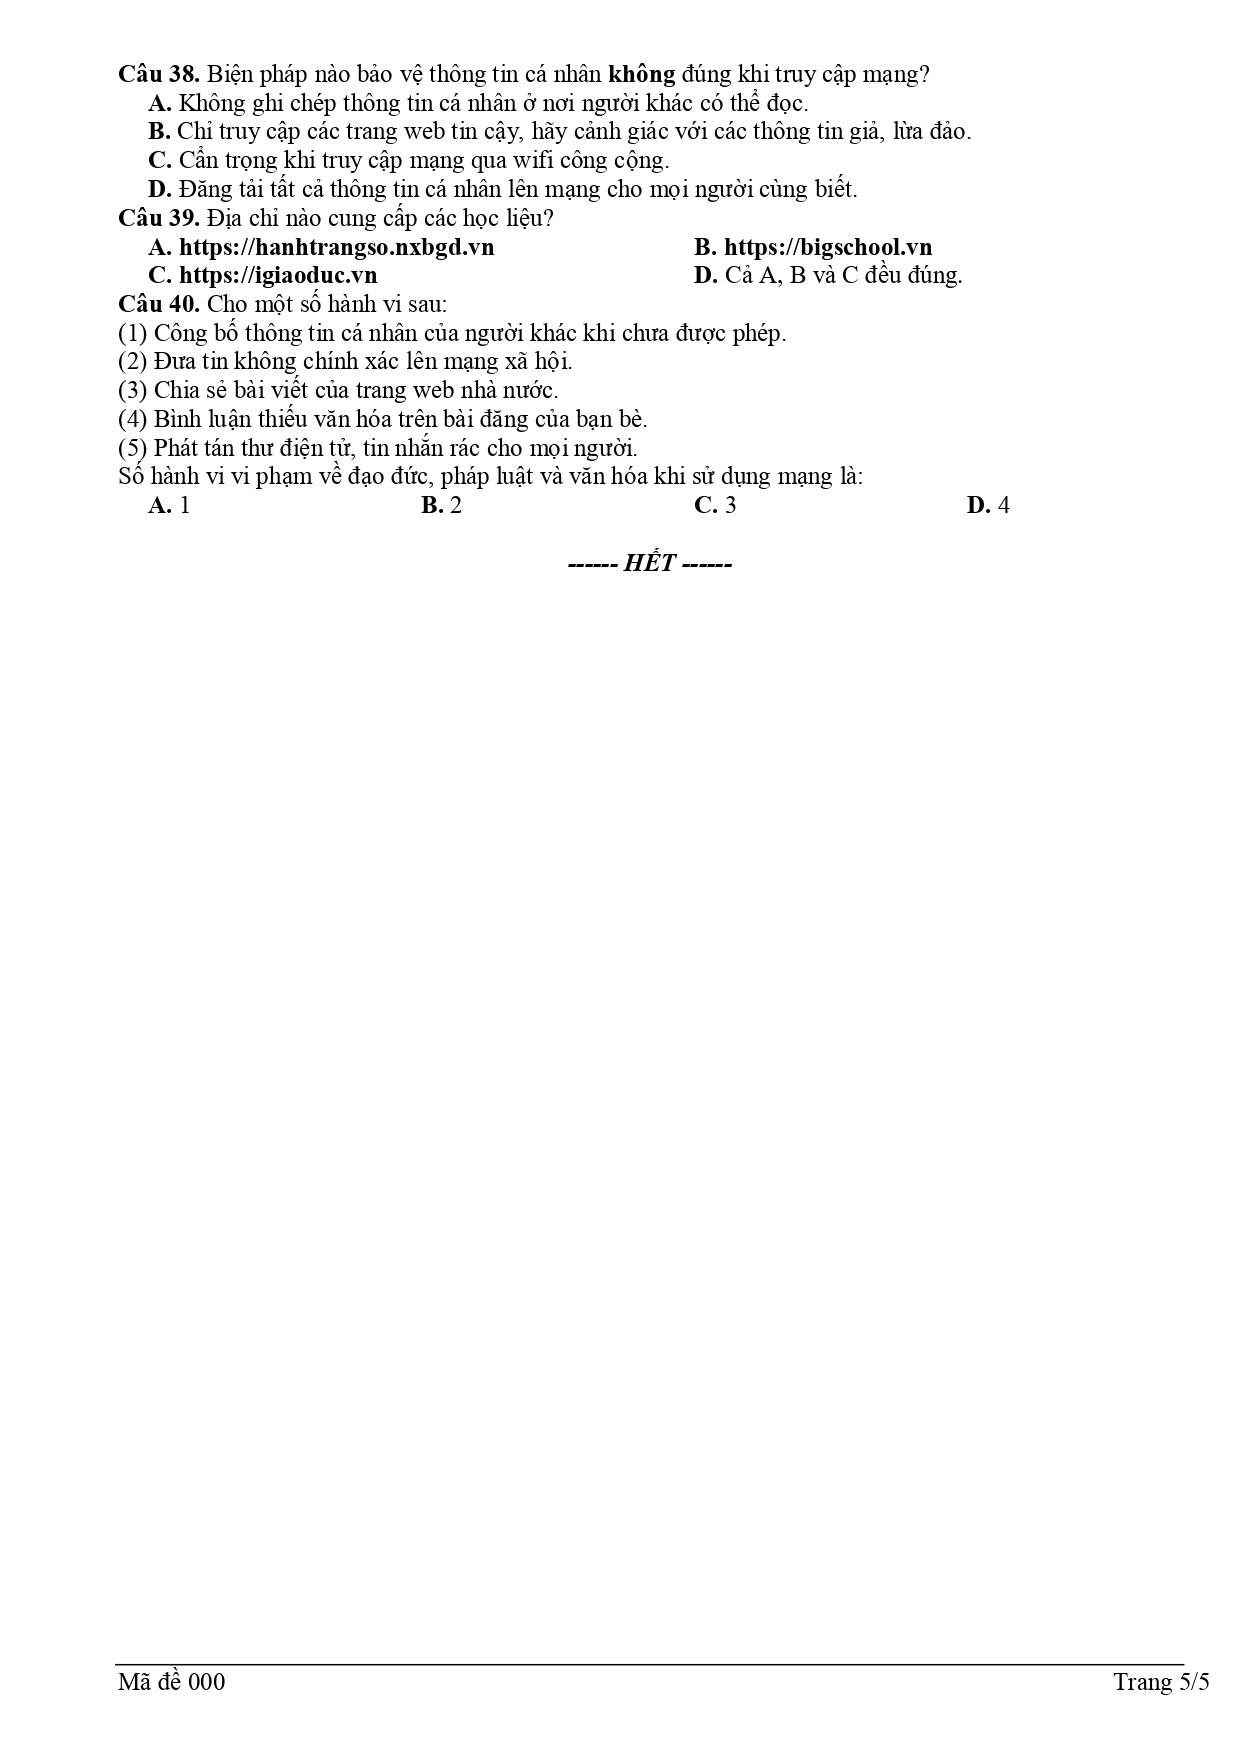 Câu 38. Biện pháp nào bảo vệ thông tin cá nhân không đúng khi truy cập mạng?
A. Không ghi chép thông tin cá nhân ở nơi người khác có thể đọc.
B. Chỉ truy cập các trang web tin cậy, hãy cảnh giác với các thông tin giả, lừa đảo.
C. Cẩn trọng khi truy cập mạng qua wifi công cộng.
D. Đăng tải tất cả thông tin cá nhân lên mạng cho mọi người cùng biết.
Câu 39. Địa chỉ nào cung cấp các học liệu?
A. https://hanhtrangso.nxbgd.vn B. https://bigschool.vn
C. https://igiaoduc.vn D. Cả A, B và C đều đúng.
Câu 40. Cho một số hành vi sau:
(1) Công bố thông tin cá nhân của người khác khi chưa được phép.
(2) Đưa tin không chính xác lên mạng xã hội.
(3) Chia sẻ bài viết của trang web nhà nước.
(4) Bình luận thiếu văn hóa trên bài đăng của bạn bè.
(5) Phát tán thư điện tử, tin nhắn rác cho mọi người.
Số hành vi vi phạm về đạo đức, pháp luật và văn hóa khi sử dụng mạng là:
A. 1 B. 2 C. 3 D. 4
------ HẾT ------
Mã đề 000 Trang 5/5